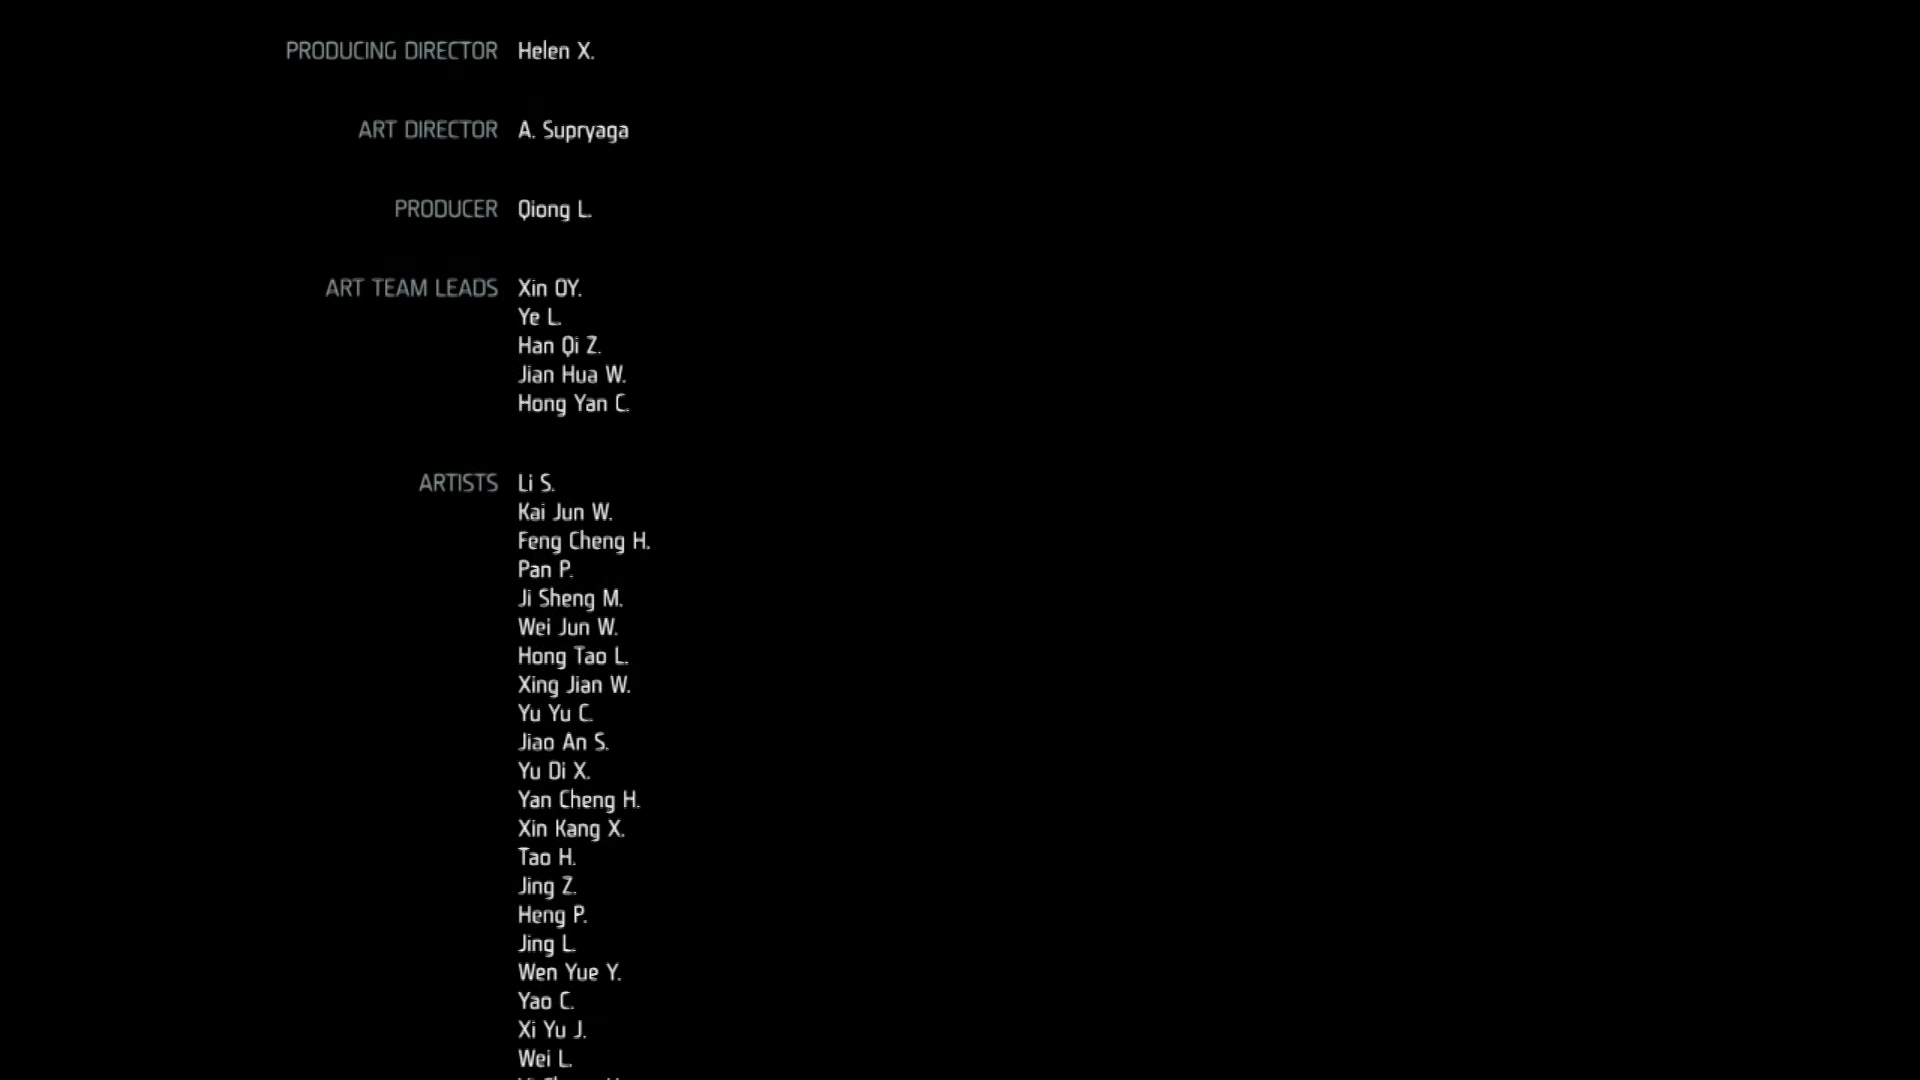 PRODUCING DIRECTOR Helen X.
ART DIRECTOR A. Supryaga
PRODUCER Qiong L.
ART TEAM LEADS Xin OY.
Ye L.
Han Qi Z.
Jian Hua W.
Hong Yan C.
ARTISTS Li S.
Kai Jun W.
Feng Cheng H.
Pan P.
Ji Sheng M.
Wei Jun W.
Hong Tao L.
Xing Jian W.
Yu Yu C.
Jiao An S.
Yu Di X.
Yan Cheng H.
Xin Kang X.
Tao H.
Jing Z.
Heng P.
Jing L.
Wen Yue Y.
Yao C.
Xi Yu J.
Wei L.